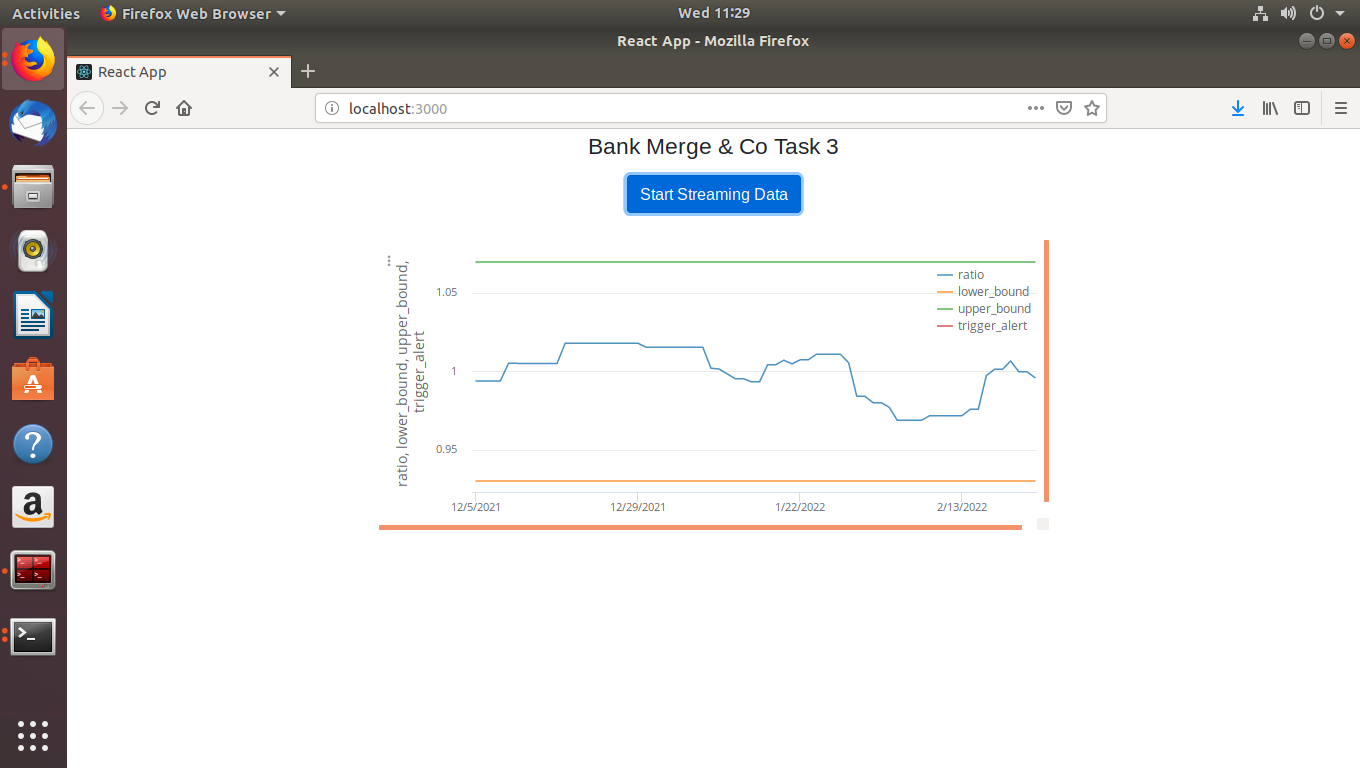 Activities
Firefox Web Browser
Wed 11:29
React App - Mozilla Firefox
React App
localhost:3000
Bank Merge & Co Task 3
Start Streaming Data
ratio, lower_bound, upper_bound,
trigger_alert
1.05
1
0.95
ratio
lower_bound
upper_bound
trigger_alert
12/5/2021
12/29/2021
1/22/2022
2/13/2022